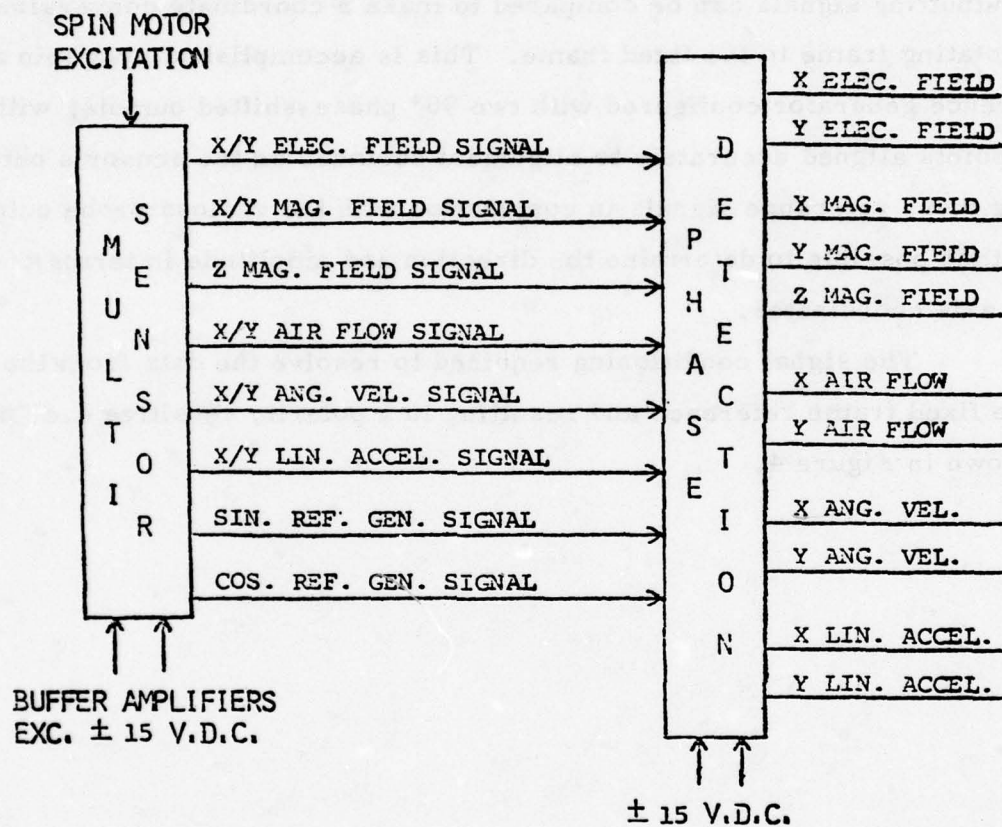 SPIN MOTOR
EXCITATION
MULTI
SENSOR
X/Y ELEC. FIELD SIGNAL
X/Y MAG. FIELD SIGNAL
Z MAG. FIELD SIGNAL
X/Y AIR FLOW SIGNAL
X/Y ANG. VEL. SIGNAL
X/Y LIN. ACCEL. SIGNAL
SIN. REF. GEN. SIGNAL
COS. REF. GEN. SIGNAL
PHASE
DETECTION
X ELEC. FIELD
Y ELEC. FIELD
X MAG. FIELD
Y MAG. FIELD
Z MAG. FIELD
X AIR FLOW
Y AIR FLOW
X ANG. VEL.
Y ANG. VEL.
X LIN. ACCEL.
Y LIN. ACCEL.
BUFFER AMPLIFIERS
EXC. ± 15 V.D.C.
± 15 V.D.C.